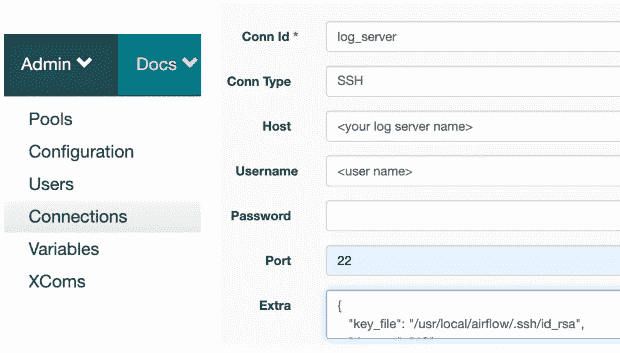 Admin Docs
Pools
Configuration
Users
Connections
Variables
XComs
Conn Id * log_server
Conn Type SSH
Host <your log server name>
Username <user name>
Password
Port 22
Extra {
"key_file": "/usr/local/airflow/.ssh/id_rsa",